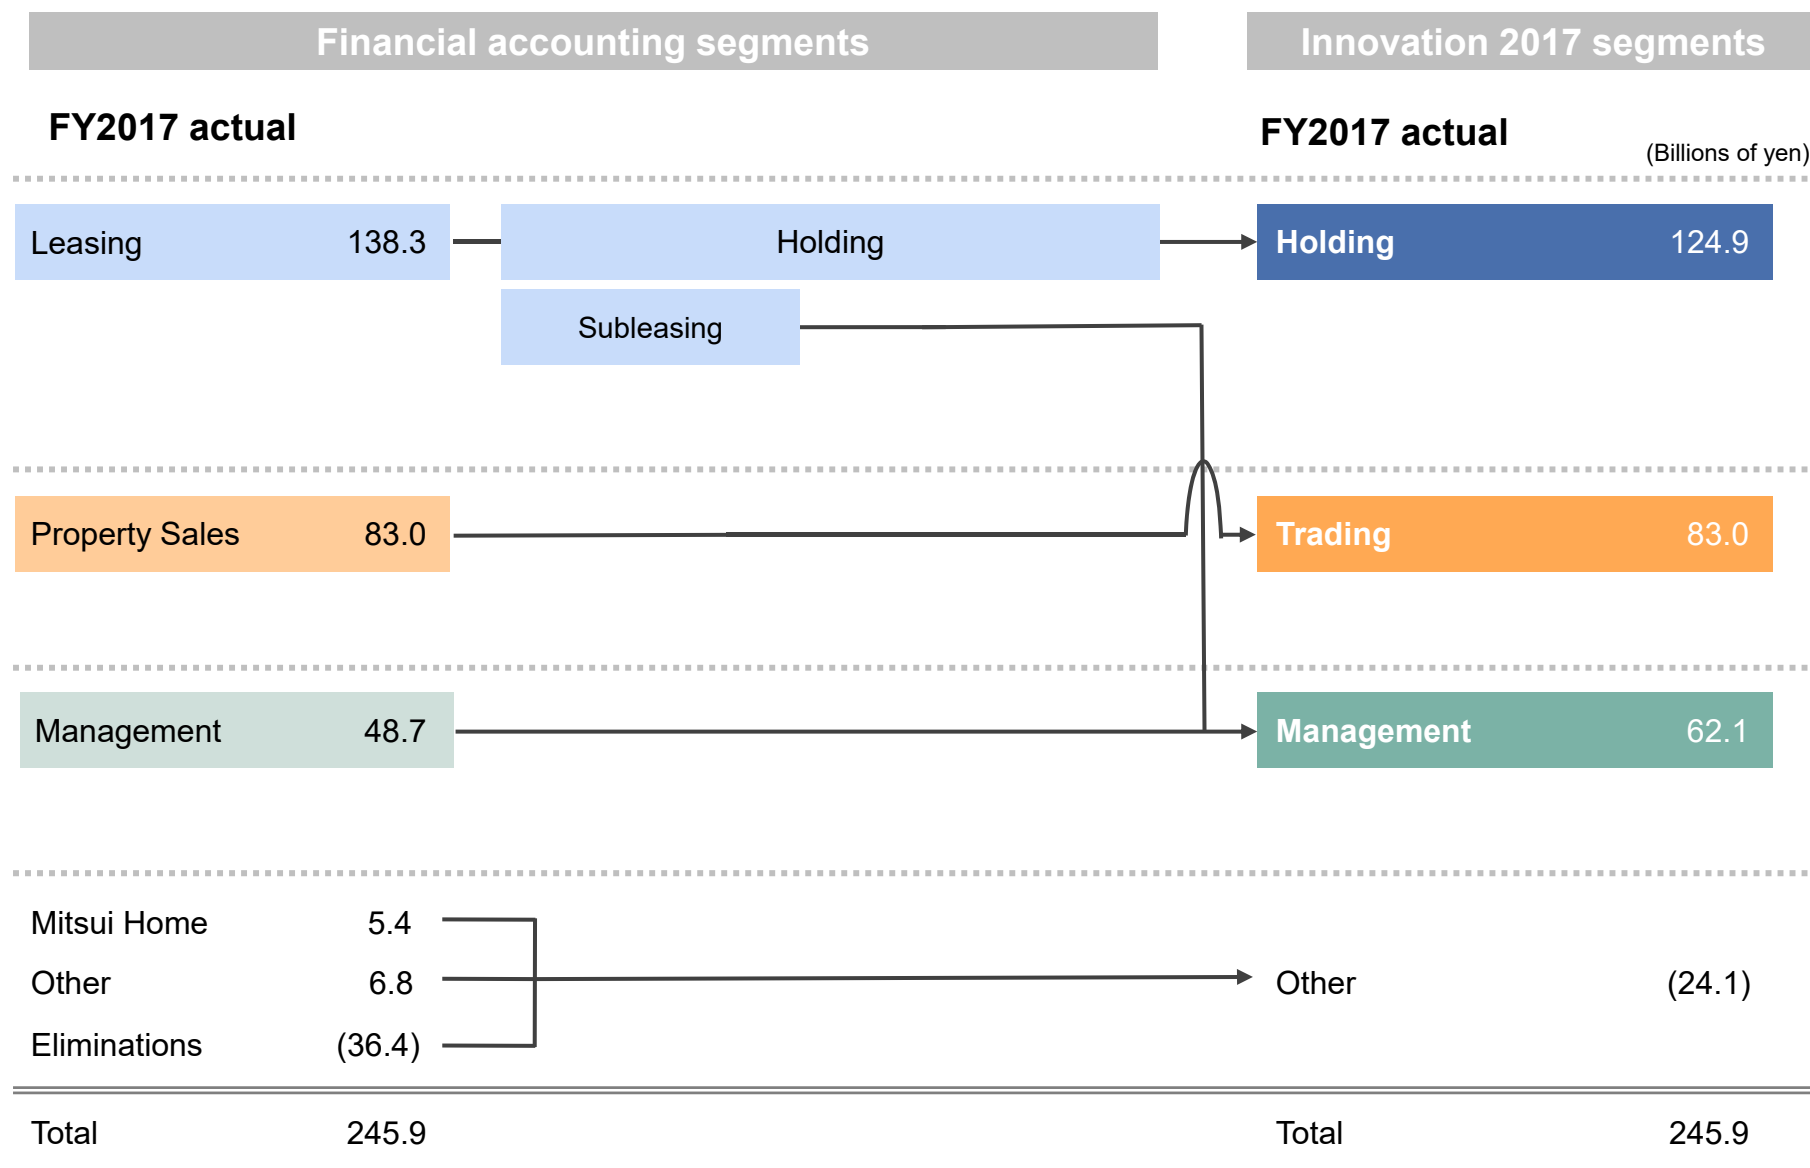 Financial accounting segments
Innovation 2017 segments
FY2017 actual
FY2017 actual
(Billions of yen)
Leasing 138.3
Holding
Holding 124.9
Subleasing
Property Sales 83.0
Trading 83.0
Management 48.7
Management 62.1
Mitsui Home 5.4
Other 6.8
Other (24.1)
Eliminations (36.4)
Total 245.9
Total 245.9